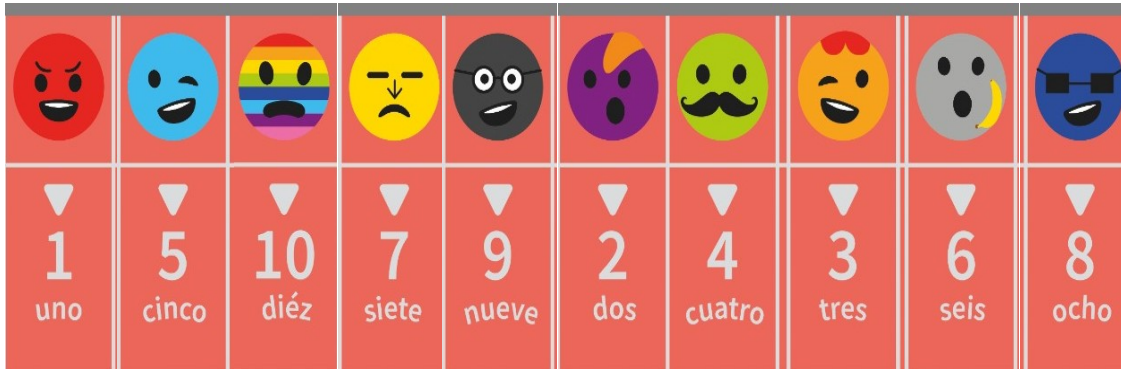 1 5 10 7 9 2 4 3 6 8
uno cinco diéz siete nueve dos cuatro tres seis ocho